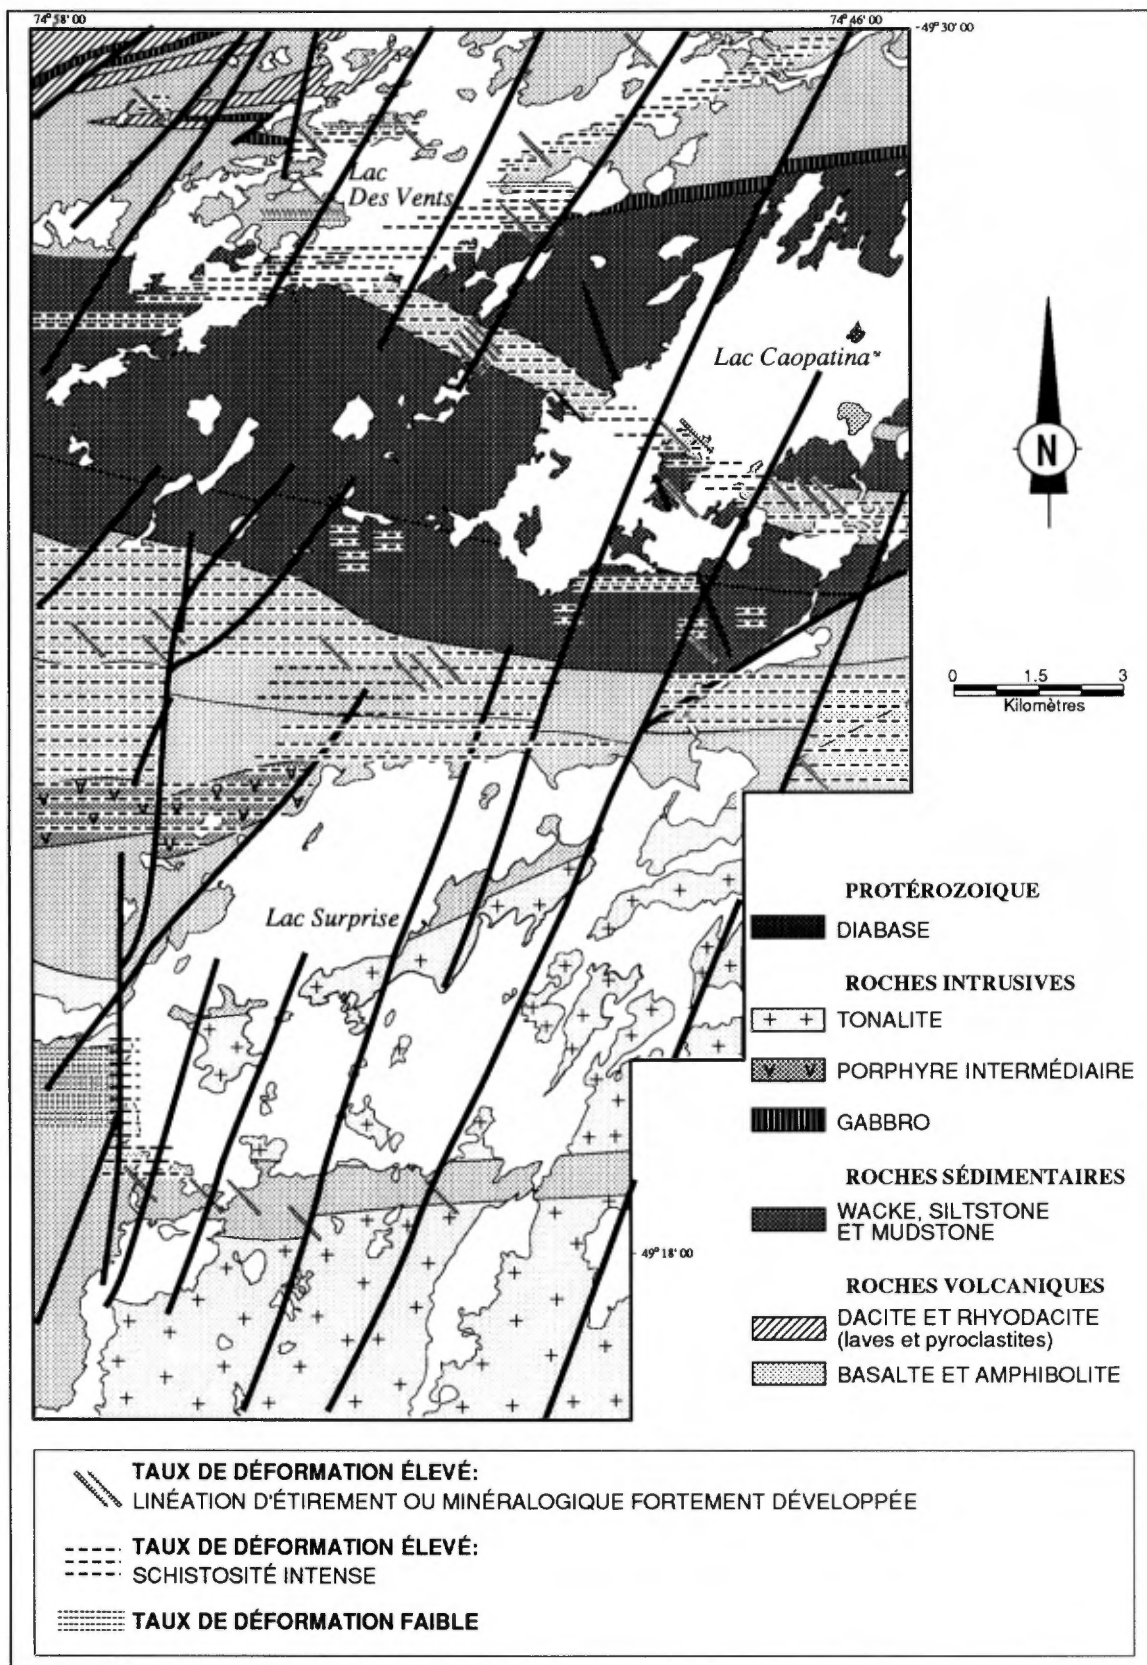 74° 58' 00
74° 46' 00
49° 30' 00
Lac
Des Vents
Lac Caopatina
N
0 1.5 3
Kilomètres
Lac Surprise
49° 18' 00
PROTÉROZOIQUE
DIABASE
ROCHES INTRUSIVES
+ + TONALITE
V V PORPHYRE INTERMÉDIAIRE
GABBRO
ROCHES SÉDIMENTAIRES
WACKE, SILTSTONE
ET MUDSTONE
ROCHES VOLCANIQUES
DACITE ET RHYODACITE
(laves et pyroclastites)
BASALTE ET AMPHIBOLITE
TAUX DE DÉFORMATION ÉLEVÉ:
LINÉATION D'ÉTIREMENT OU MINÉRALOGIQUE FORTEMENT DÉVELOPPÉE
TAUX DE DÉFORMATION ÉLEVÉ:
SCHISTOSITÉ INTENSE
TAUX DE DÉFORMATION FAIBLE